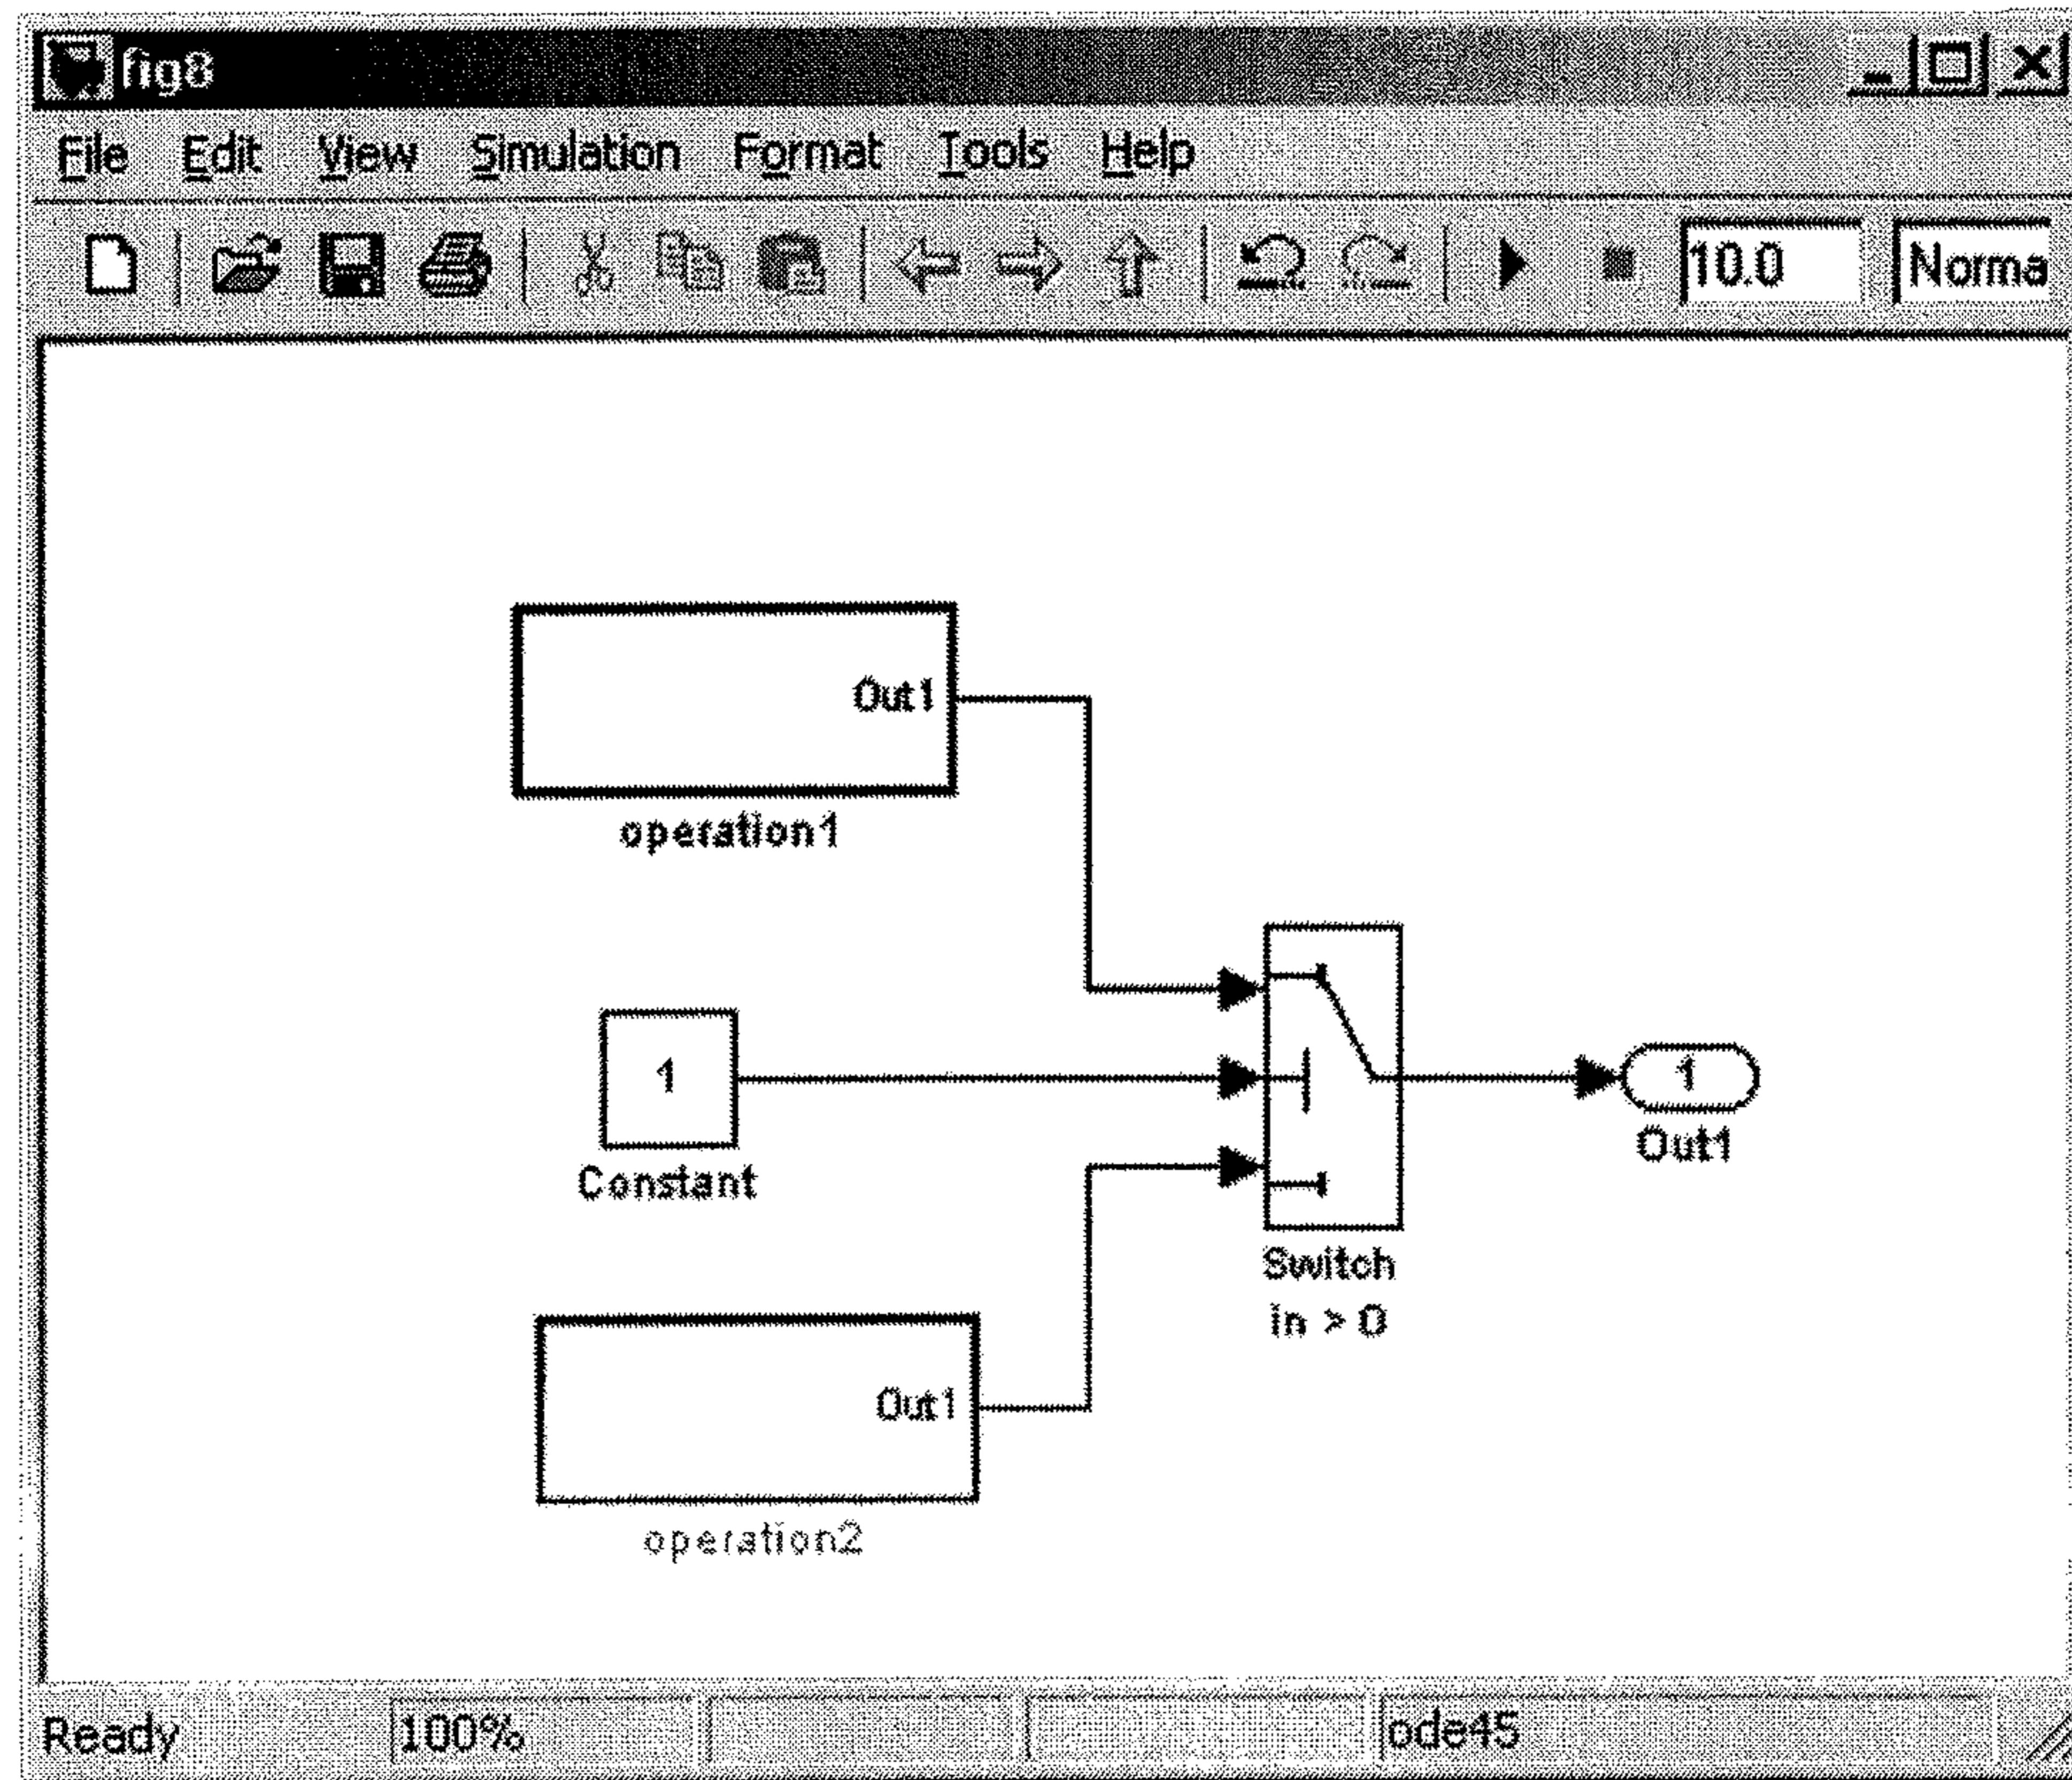 fig8
File Edit View Simulation Format Tools Help
10.0 Norma
Out1
operation1
1
Constant
1
Out1
Switch
in > 0
Out1
operation2
Ready 100% ode45